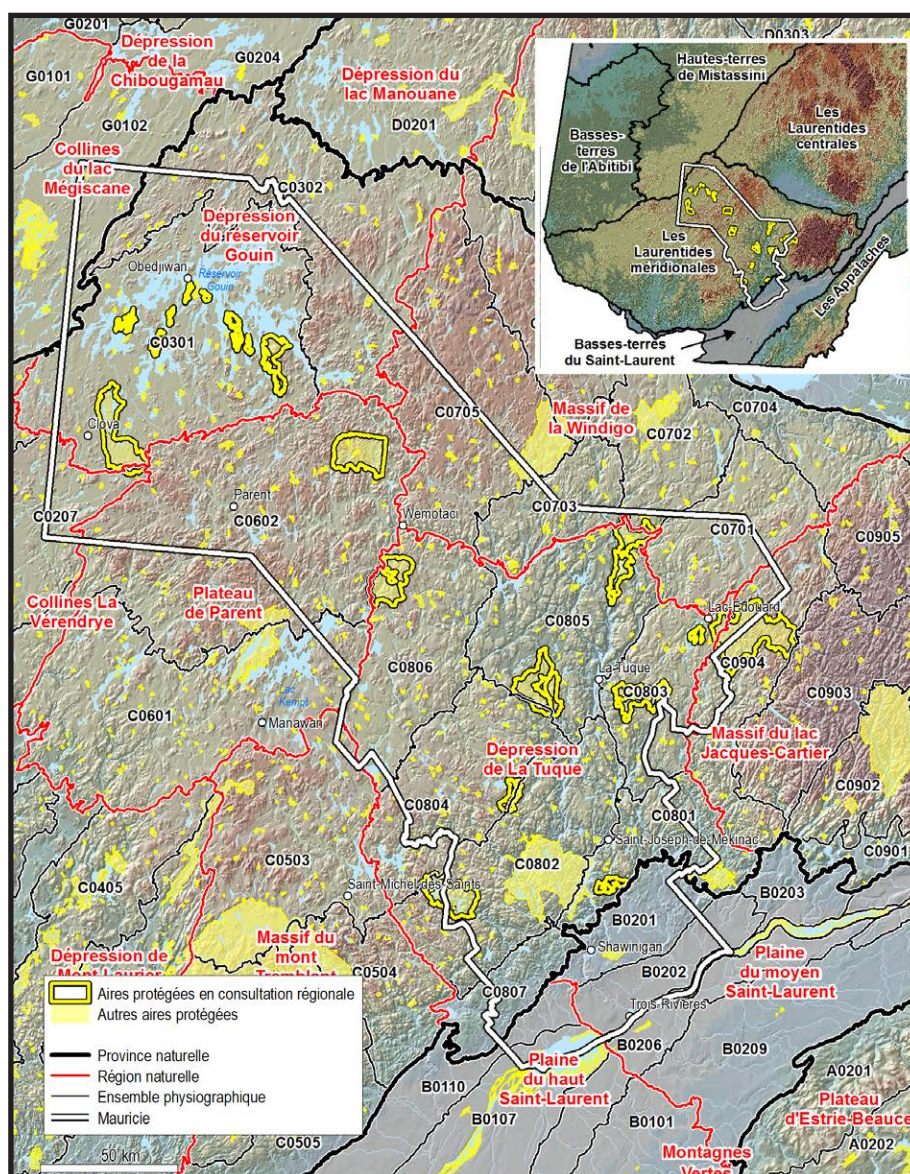 G0201
Dépression
de la
Chibougamau
G0101
G0204
D0303
Dépression du
lac Manouane
G0102
D0201
Collines
du lac
Mégiscane
C0302
Dépression
du réservoir
Gouin
Obedjiwan
Réservoir
Gouin
C0301
Hautes-terres
de Mistassini
Les
Laurentides
centrales
Basses-
terres
de l'Abitibi
Les
Laurentides
méridionales
Les Appalaches
Basses-terres
du Saint-Laurent
C0705
Massif de
la Windigo
C0704
C0702
Clova
C0207
Parent
C0602
Wemotaci
C0703
C0701
C0905
Collines La
Vérendrye
Plateau
de Parent
C0805
Lac-Édouard
C0806
La Tuque
C0904
C0803
C0903
C0601
Lac
Kempt
Manawan
Dépression
de La Tuque
Massif du lac
Jacques-Cartier
C0902
C0804
C0801
Saint-Joseph-de-Mékinac
C0901
C0503
C0802
C0405
Saint-Michel-des-Saints
B0203
B0201
Dépression de
Mont-Laurier
Massif du
mont
Tremblant
C0504
Shawinigan
B0202
Plaine
du moyen
Saint-Laurent
C0807
Trois-Rivières
B0206
B0209
Plaine
du haut
Saint-Laurent
B0110
B0107
B0101
A0201
Plateau
d'Estrie-Beauce
A0202
Montagnes
Vertes
C0505
Aires protégées en consultation régionale
Autres aires protégées
Province naturelle
Région naturelle
Ensemble physiographique
Mauricie
50 km